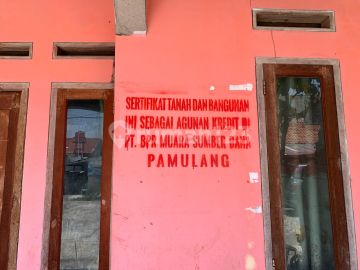 SERTIFIKAT TANAH DAN BANGUNAN
INI SEBAGAI AGUNAN KREDIT DI
PT. BPR MUARA SUMBER DANA
PAMULANG